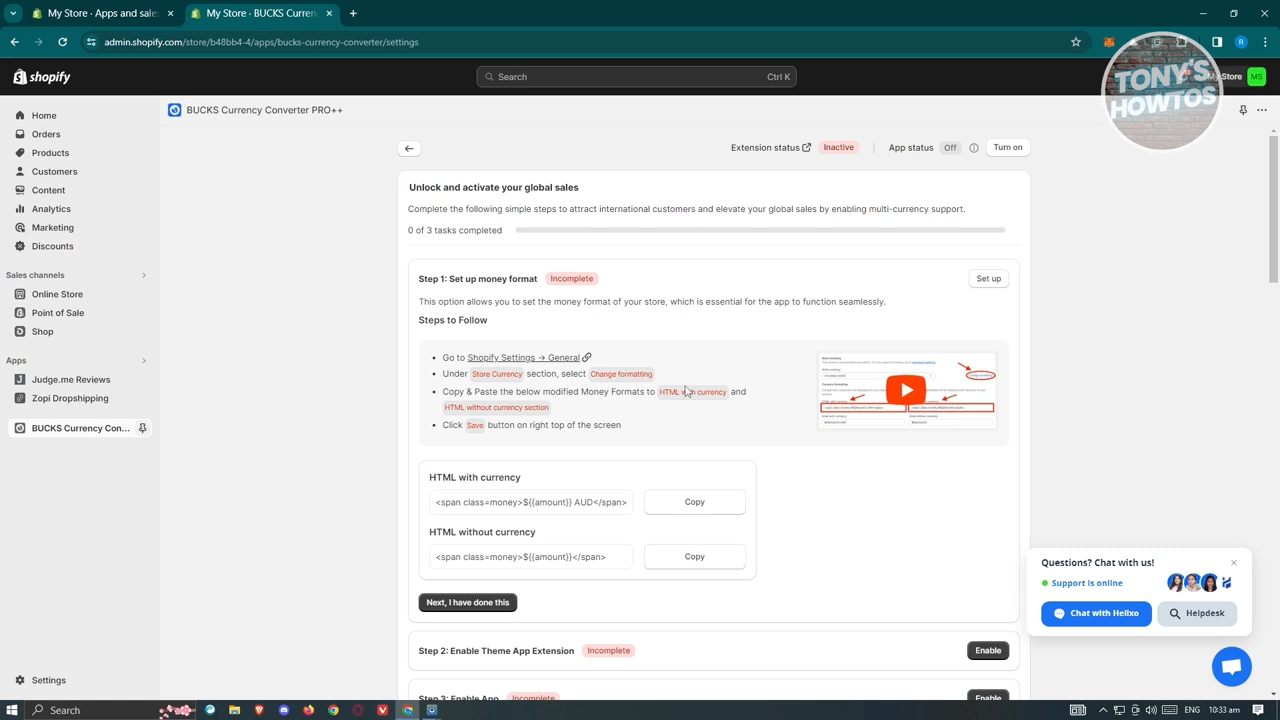 My Store · Apps and sales
My Store · BUCKS Currency Con
admin.shopify.com/store/b48bb4-4/apps/bucks-currency-converter/settings
R
shopify
Search
Ctrl K
My Store
MS
TONY'S
HOWTOS
BUCKS Currency Converter PRO++
Home
Orders
Products
Customers
Content
Analytics
Marketing
Discounts
Sales channels
Online Store
Point of Sale
Shop
Apps
Judge.me Reviews
Zopi Dropshipping
BUCKS Currency Con...
Settings
Extension status
Inactive
App status
Off
Turn on
Unlock and activate your global sales
Complete the following simple steps to attract international customers and elevate your global sales by enabling multi-currency support.
0 of 3 tasks completed
Step 1: Set up money format
Incomplete
Set up
This option allows you to set the money format of your store, which is essential for the app to function seamlessly.
Steps to Follow
• Go to Shopify Settings → General
• Under Store Currency section, select Change formatting
• Copy & Paste the below modified Money Formats to HTML with currency and
HTML without currency section
• Click Save button on right top of the screen
HTML with currency
<span class=money>${{amount}} AUD</span>
Copy
HTML without currency
<span class=money>${{amount}}</span>
Copy
Next, I have done this
Step 2: Enable Theme App Extension
Incomplete
Enable
Step 3: Enable App
Incomplete
Enable
Questions? Chat with us!
Support is online
Chat with Helixo
Helpdesk
Search
ENG
10:33 am